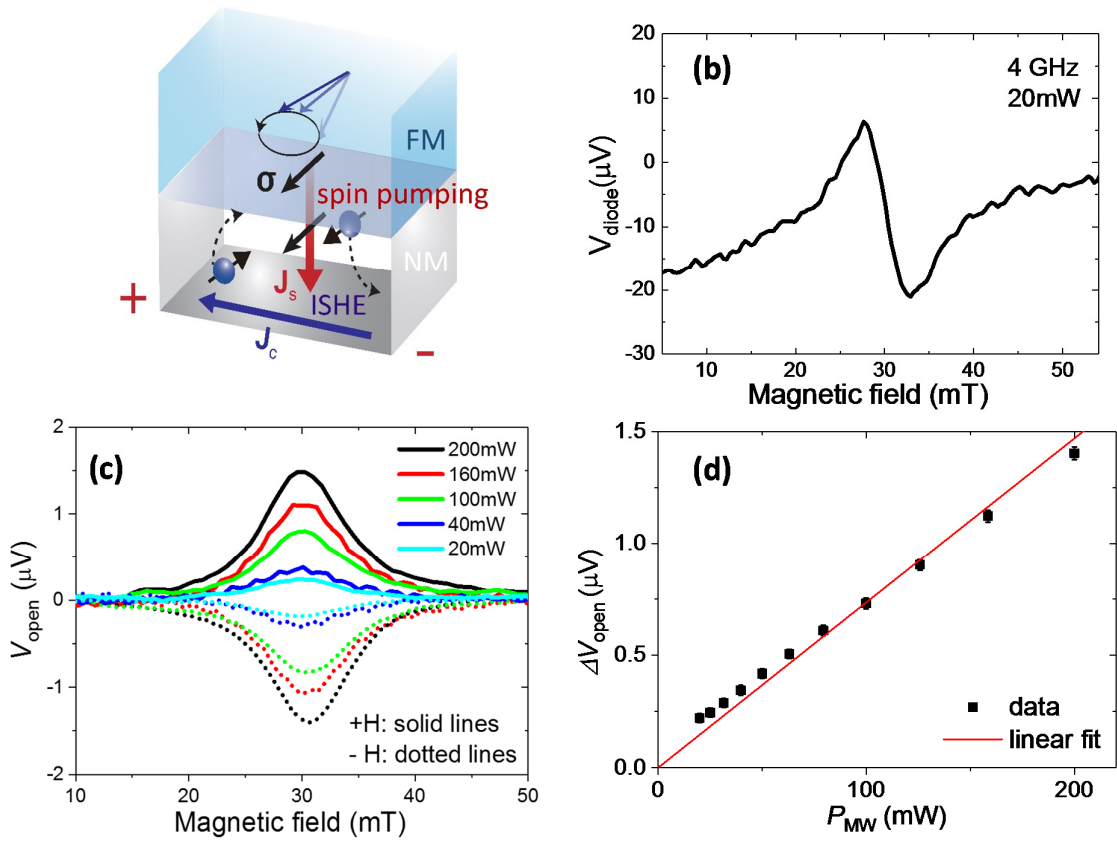 FM
σ
spin pumping
NM
+
J_s
ISHE
J_c
-
(b)
4 GHz
20mW
20
10
0
-10
-20
-30
V_diode(μV)
10 20 30 40 50
Magnetic field (mT)
(c)
200mW
160mW
100mW
40mW
20mW
2
1
0
-1
-2
V_open (μV)
+H: solid lines
- H: dotted lines
10 20 30 40 50
Magnetic field (mT)
(d)
1.5
1.0
0.5
0.0
ΔV_open (μV)
data
linear fit
0 100 200
P_MW (mW)